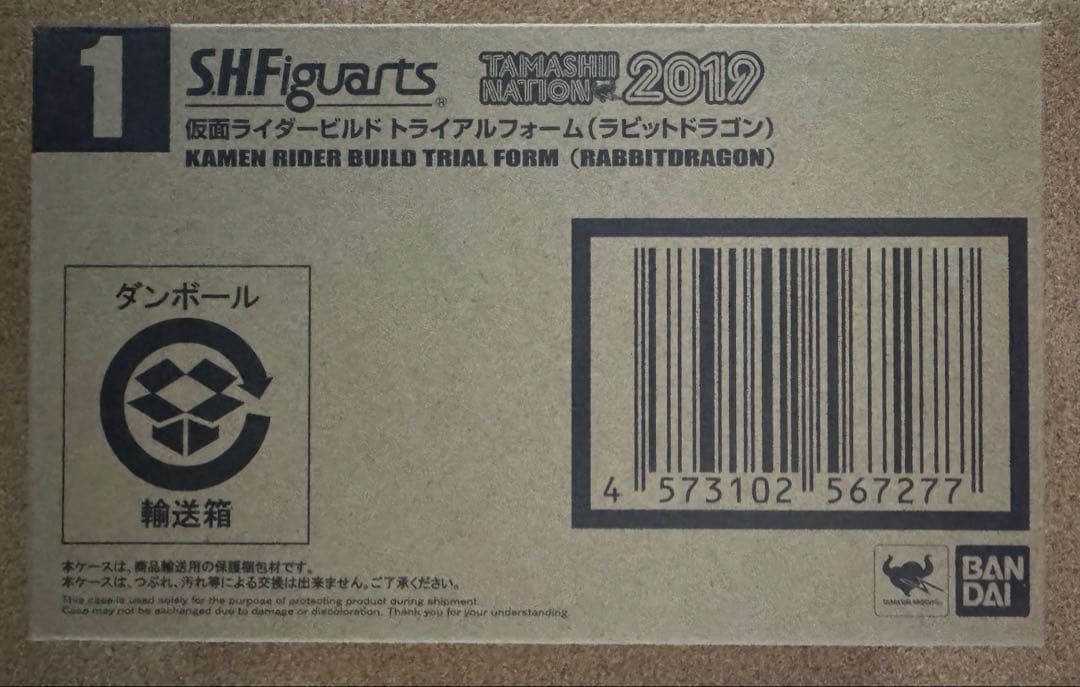 1
S.H.Figuarts®
TAMASHII NATION 2019
仮面ライダービルド トライアルフォーム(ラビットドラゴン)
KAMEN RIDER BUILD TRIAL FORM (RABBITDRAGON)
ダンボール
輸送箱
4 573102 567277
本ケースは、商品輸送用の保護梱包材です。
本ケースは、つぶれ、汚れ等による交換は出来ません。ご了承ください。
This case is used solely for the purpose of protecting product during shipment.
Case may not be exchanged due to damage or discoloration. Thank you for your understanding.
TAMASHII NATIONS
BAN
DAI